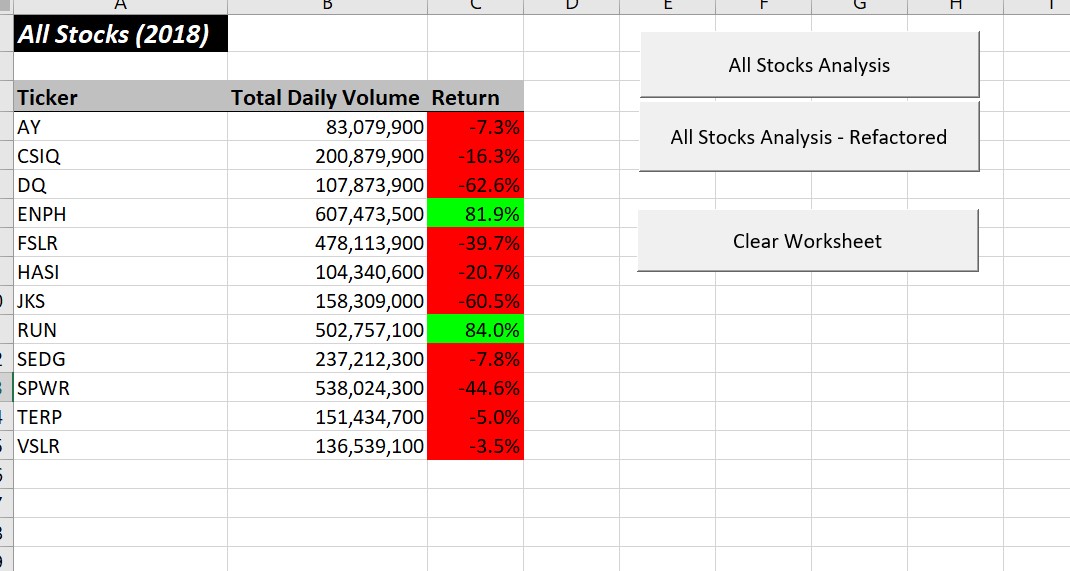 A B C D E F G H I
All Stocks (2018)
Ticker Total Daily Volume Return
AY 83,079,900 -7.3%
CSIQ 200,879,900 -16.3%
DQ 107,873,900 -62.6%
ENPH 607,473,500 81.9%
FSLR 478,113,900 -39.7%
HASI 104,340,600 -20.7%
JKS 158,309,000 -60.5%
RUN 502,757,100 84.0%
SEDG 237,212,300 -7.8%
SPWR 538,024,300 -44.6%
TERP 151,434,700 -5.0%
VSLR 136,539,100 -3.5%
All Stocks Analysis
All Stocks Analysis - Refactored
Clear Worksheet